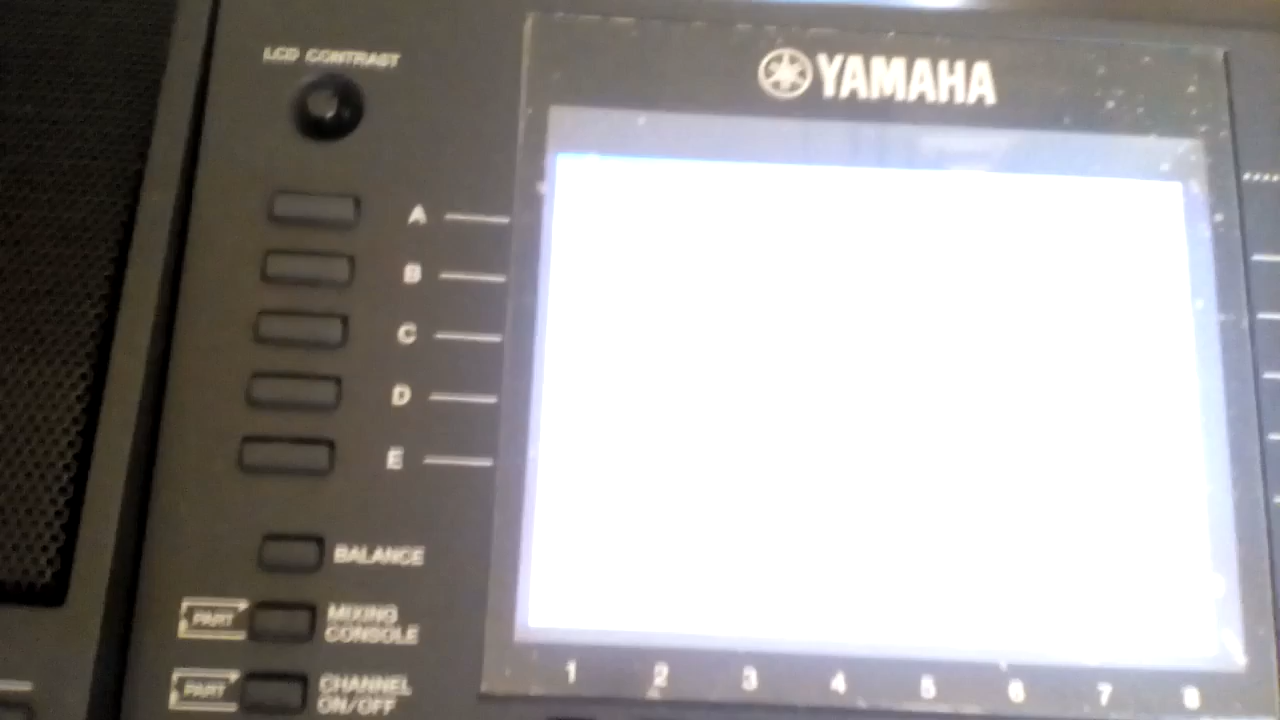 LCD CONTRAST
YAMAHA
A
B
C
D
E
BALANCE
PART
MIXING
CONSOLE
PART
CHANNEL
ON/OFF
1 2 3 4 5 6 7 8